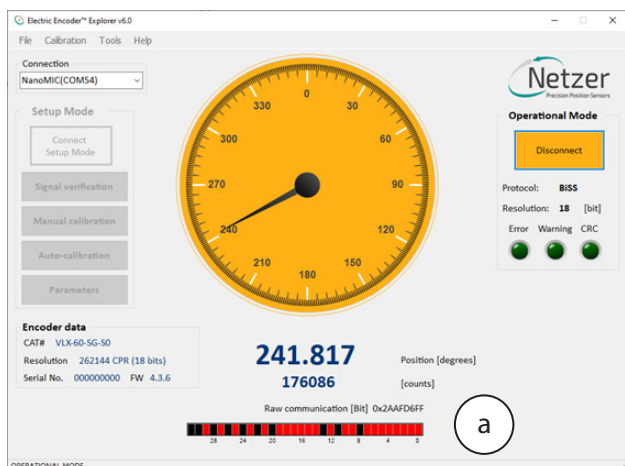 Electric Encoder™ Explorer v6.0
File Calibration Tools Help
Connection
NanoMIC(COM54)
Setup Mode
Connect
Setup Mode
Signal verification
Manual calibration
Auto-calibration
Parameters
Encoder data
CAT# VLX-60-SG-S0
Resolution 262144 CPR (18 bits)
Serial No. 000000000 FW 4.3.6
0
30
60
90
120
150
180
210
240
270
300
330
241.817 Position [degrees]
176086 [counts]
Raw communication [Bit] 0x2AAFD6FF
28 24 20 16 12 8 4 0
a
Netzer
Precision Position Sensors
Operational Mode
Disconnect
Protocol: BiSS
Resolution: 18 [bit]
Error Warning CRC
OPERATIONAL MODE